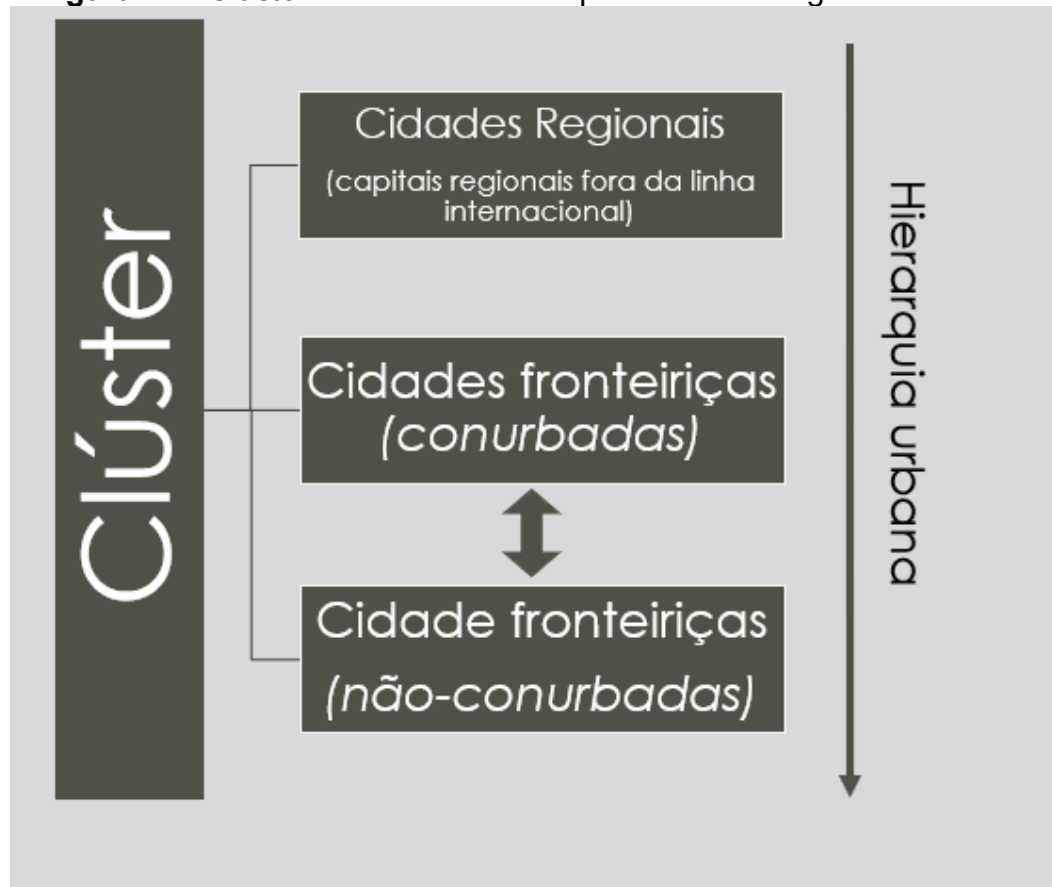 Clúster
Cidades Regionais
(capitais regionais fora da linha
internacional)
Cidades fronteiriças
(conurbadas)
Cidade fronteiriças
(não-conurbadas)
Hierarquia urbana